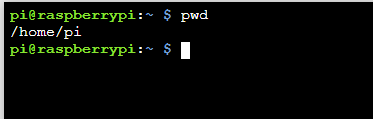 pi@raspberrypi:~ $ pwd
/home/pi
pi@raspberrypi:~ $